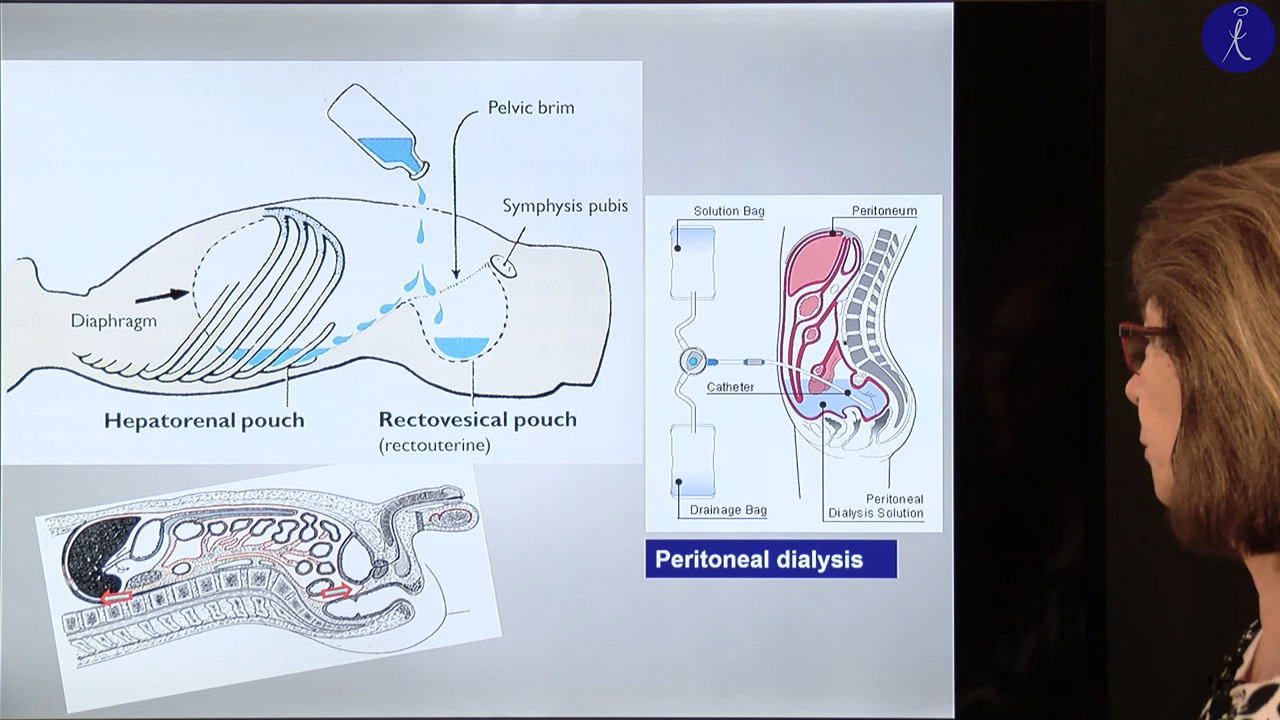 Pelvic brim
Symphysis pubis
Diaphragm
Hepatorenal pouch
Rectovesical pouch
(rectouterine)
Solution Bag
Peritoneum
Catheter
Drainage Bag
Peritoneal
Dialysis Solution
Peritoneal dialysis